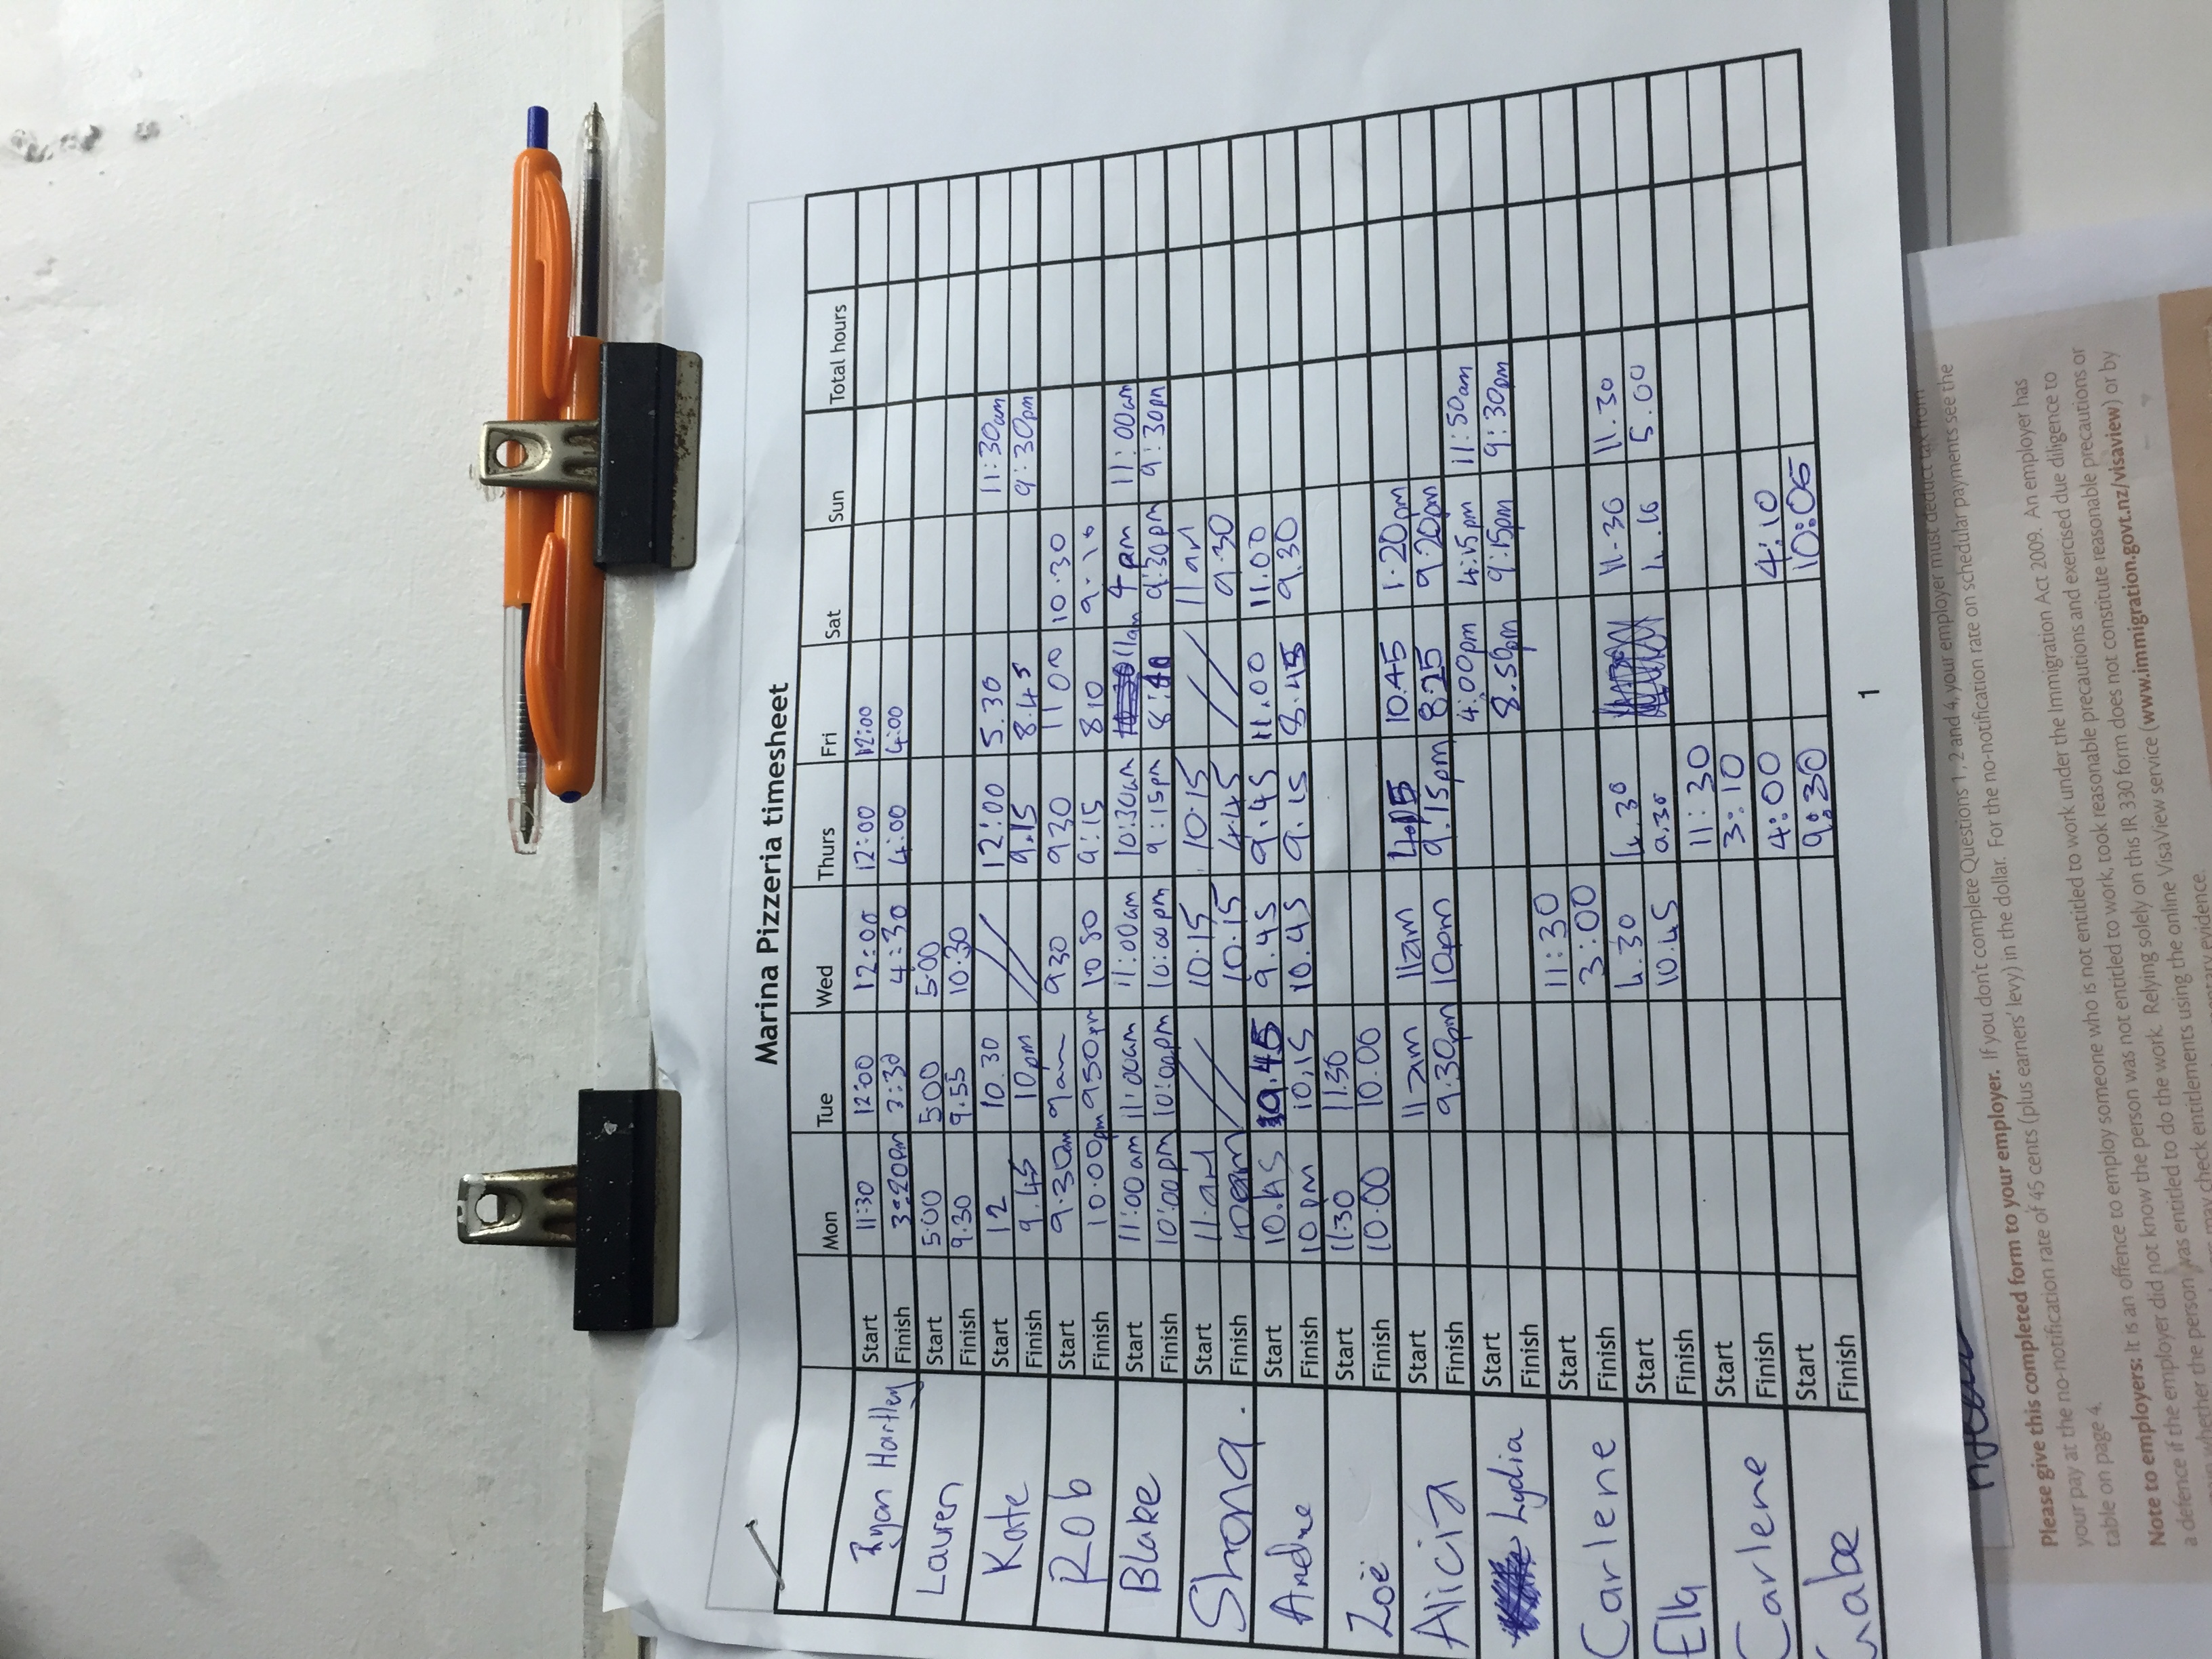 Marina Pizzeria timesheet
Mon Tue Wed Thurs Fri Sat Sun Total hours
Ryan Hartley
Start 11:30 12:00 12:00 12:00 12:00
Finish 3:20pm 3:30 4:30 4:00 4:00
Lauren
Start 5:00 5:00 5:00
Finish 9.30 9.55 10.30
Kate
Start 12 10.30 12:00 5.30 11:30am
Finish 9.45 10pm 9.15 8.45 9:30pm
Rob
Start 9.30am 9am 930 930 11 00 10.30
Finish 10.00pm 950pm 10 50 9:15 810
Blake
Start 11:00am 11:00am 11:00am 10:30am 11am 4pm 11:00am
Finish 10:00pm 10:00pm 10:00pm 9:15pm 9:30pm 9:30pm
Shona.
Start 11.am 10.15 10.15 11am
Finish 10.15 4.45 9.30
Andre
Start 10.45 9.45 9.45 11.00 11.00
Finish 10pm 10.15 10.45 9.15 8.45 9.30
Zoë
Start 11.30 11.30
Finish 10.00 10.00
Alicia
Start 11am 11am 4.15 10.45 1.20pm
Finish 9.30pm 10pm 9.15pm 8.25 9.20pm
Lydia
Start 4:00pm 4:15pm 11:50am
Finish 8.50pm 9:15pm 9:30pm
Carlene
Start 11:30
Finish 3:00
Ella
Start 4.30 4.30 11-30 11.30
Finish 10.45 9.30 4.10 5.00
Carlene
Start 11:30
Finish 3:10
Gabe
Start 4:00 4:10
Finish 9:30 10:05
1
Please give this completed form to your employer. If you don't complete Questions 1, 2 and 4, your employer must deduct tax from
your pay at the no-notification rate of 45 cents (plus earners' levy) in the dollar. For the no-notification rate on schedular payments see the
table on page 4.
Note to employers: It is an offence to employ someone who is not entitled to work under the Immigration Act 2009. An employer has
a defence if the employer did not know the person was not entitled to work, took reasonable precautions and exercised due diligence to
whether the person was entitled to do the work. Relying solely on this IR 330 form does not constitute reasonable precautions or
may check entitlements using the online VisaView service (www.immigration.govt.nz/visaview) or by
evidence.